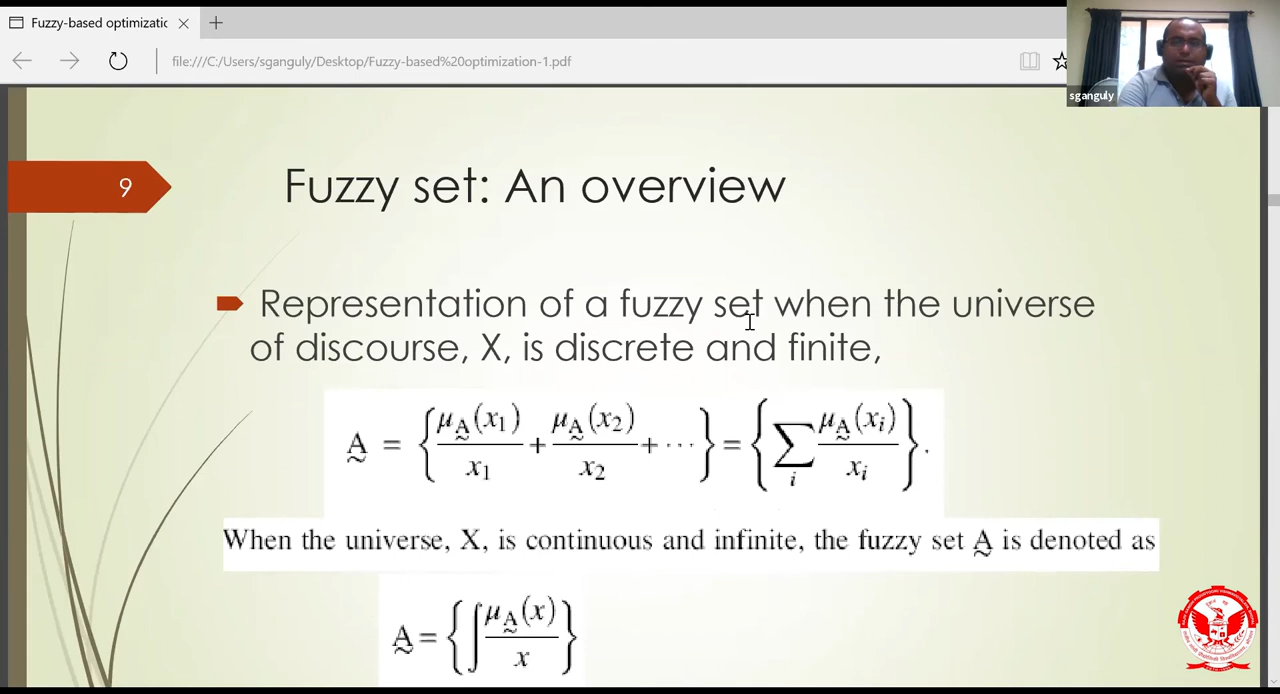 Fuzzy-based optimizatic
file:///C:/Users/sganguly/Desktop/Fuzzy-based%20optimization-1.pdf
sganguly
9
Fuzzy set: An overview
Representation of a fuzzy set when the universe
of discourse, X, is discrete and finite,
A̰ = {μ_A̰(x₁)/x₁ + μ_A̰(x₂)/x₂ + ⋯} = {∑_i μ_A̰(x_i)/x_i}.
When the universe, X, is continuous and infinite, the fuzzy set A̰ is denoted as
A̰ = {∫ μ_A̰(x)/x}